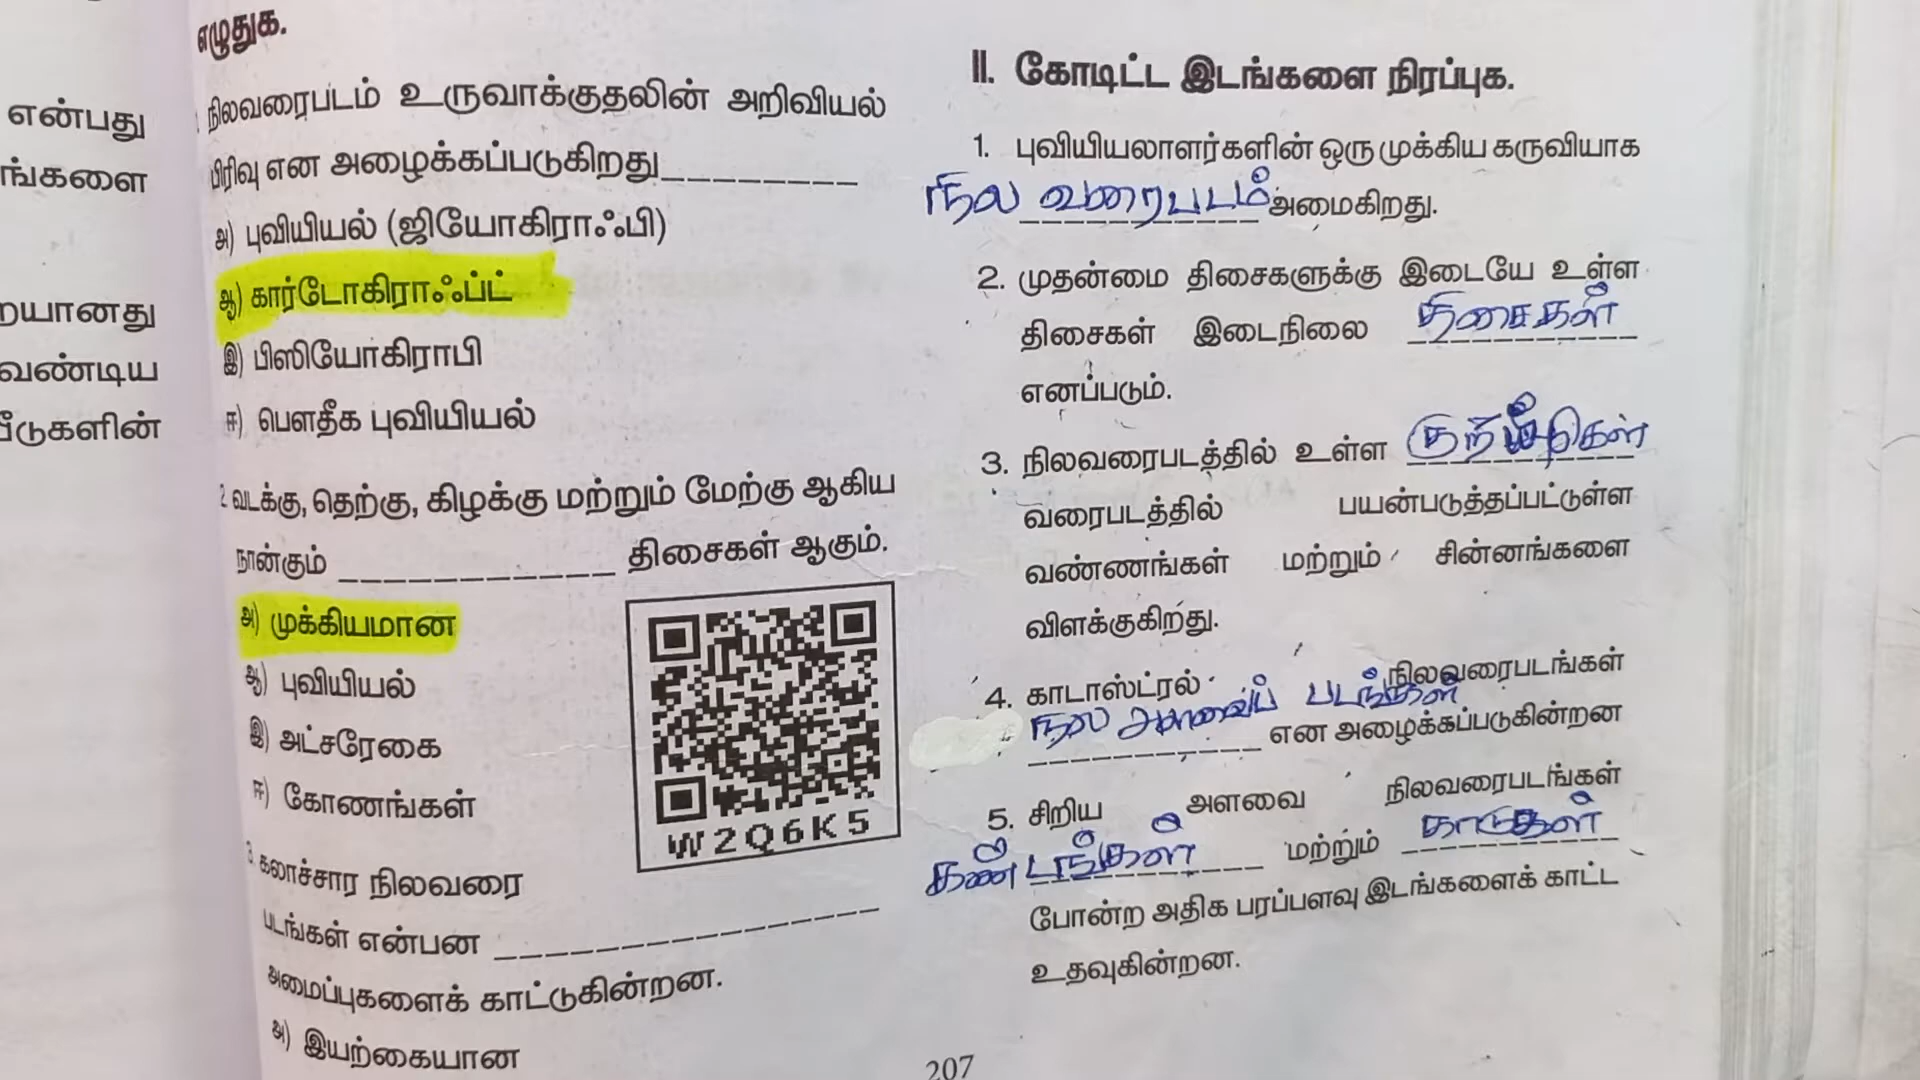 என்பது
ங்களை
றயானது
வண்டிய
பீடுகளின்
எழுதுக.
நிலவரைபடம் உருவாக்குதலின் அறிவியல்
பிரிவு என அழைக்கப்படுகிறது_________
அ) புவியியல் (ஜியோகிராஃபி)
ஆ) கார்டோகிராஃப்ட்
இ) பிஸியோகிராபி
ஈ) பௌதீக புவியியல்
2. வடக்கு, தெற்கு, கிழக்கு மற்றும் மேற்கு ஆகிய
நான்கும் ____________ திசைகள் ஆகும்.
அ) முக்கியமான
ஆ) புவியியல்
இ) அட்சரேகை
ஈ) கோணங்கள்
W2Q6K5
3. கலாச்சார நிலவரை
படங்கள் என்பன ________________
அமைப்புகளைக் காட்டுகின்றன.
அ) இயற்கையான
II. கோடிட்ட இடங்களை நிரப்புக.
1. புவியியலாளர்களின் ஒரு முக்கிய கருவியாக
நில வரைபடம் அமைகிறது.
2. முதன்மை திசைகளுக்கு இடையே உள்ள
திசைகள் இடைநிலை திசைகள்
எனப்படும்.
3. நிலவரைபடத்தில் உள்ள
வரைபடத்தில் பயன்படுத்தப்பட்டுள்ள
வண்ணங்கள் மற்றும் சின்னங்களை
விளக்குகிறது.
4. காடாஸ்ட்ரல் நிலவரைபடங்கள்
நில அளவைப் படங்கள் என அழைக்கப்படுகின்றன
5. சிறிய அளவை நிலவரைபடங்கள்
கண்டங்கள் மற்றும் நாடுகள்
போன்ற அதிக பரப்பளவு இடங்களைக் காட்ட
உதவுகின்றன.
207